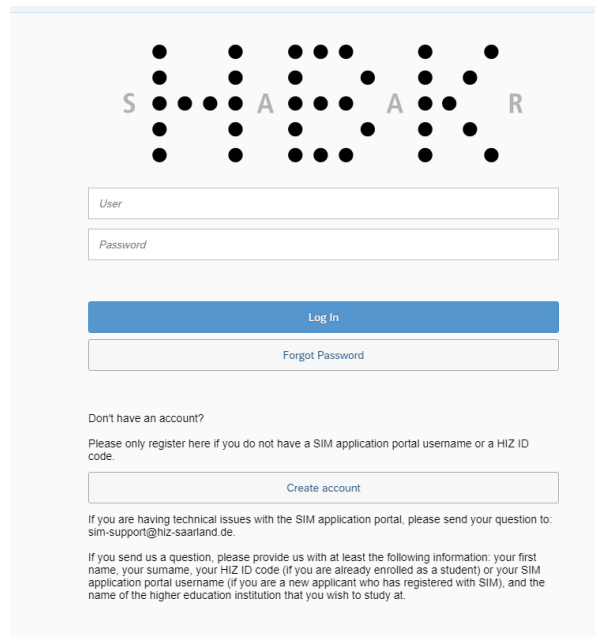 S HBK A A R
User
Password
Log In
Forgot Password
Don't have an account?
Please only register here if you do not have a SIM application portal username or a HIZ ID
code.
Create account
If you are having technical issues with the SIM application portal, please send your question to:
sim-support@hiz-saarland.de.
If you send us a question, please provide us with at least the following information: your first
name, your surname, your HIZ ID code (if you are already enrolled as a student) or your SIM
application portal username (if you are a new applicant who has registered with SIM), and the
name of the higher education institution that you wish to study at.